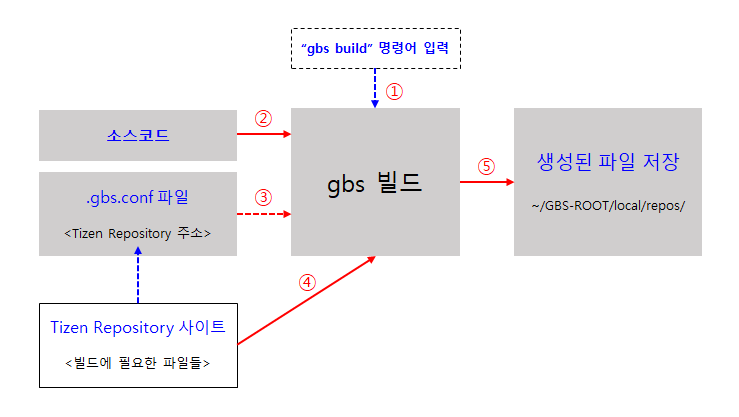 “gbs build” 명령어 입력
①
소스코드
②
.gbs.conf 파일
<Tizen Repository 주소>
③
gbs 빌드
⑤
생성된 파일 저장
~/GBS-ROOT/local/repos/
④
Tizen Repository 사이트
<빌드에 필요한 파일들>